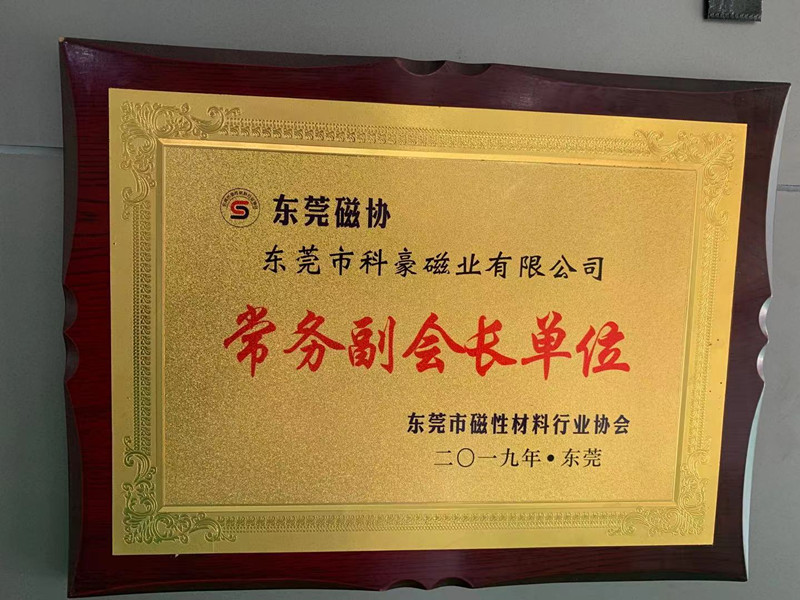 东莞磁协
东莞市科豪磁业有限公司
常务副会长单位
东莞市磁性材料行业协会
二〇一九年·东莞